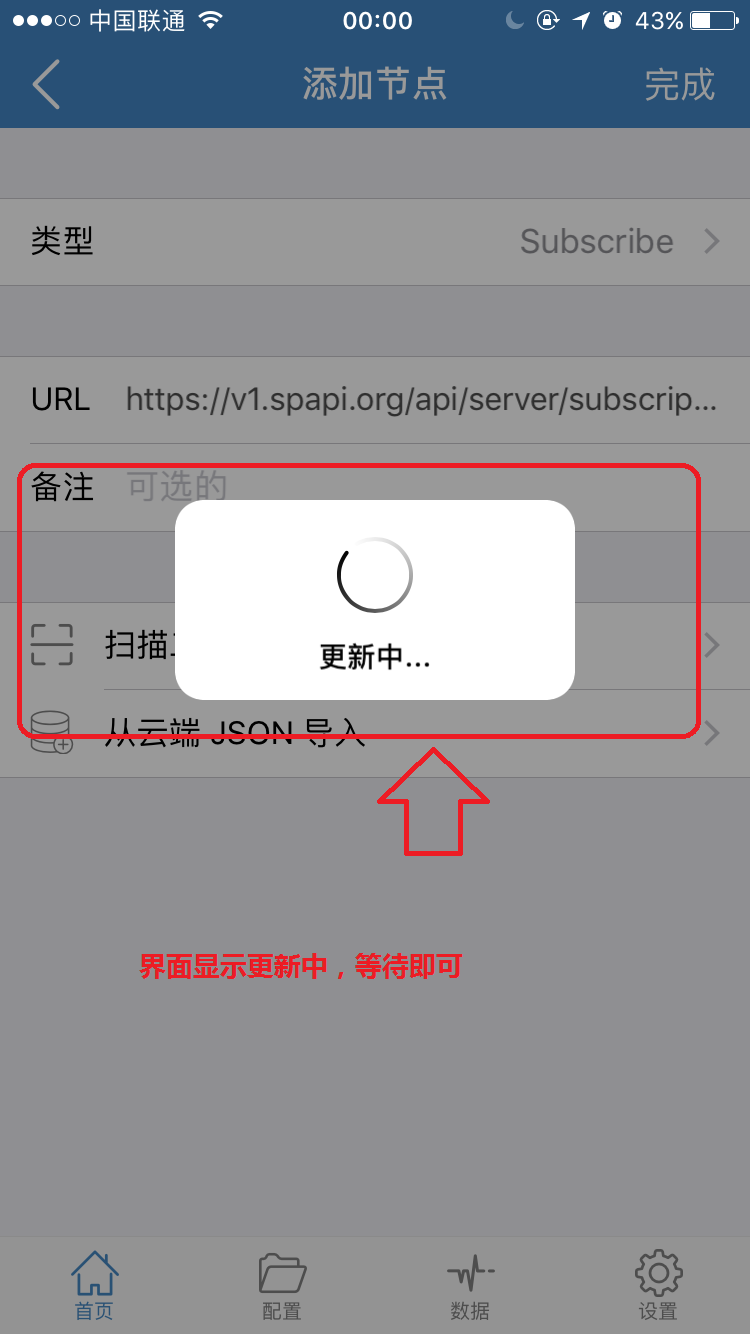 中国联通 00:00 43%
添加节点 完成
类型 Subscribe
URL https://v1.spapi.org/api/server/subscrip...
备注 可选的
更新中...
扫描
从云端 JSON 导入
界面显示更新中，等待即可
首页 配置 数据 设置